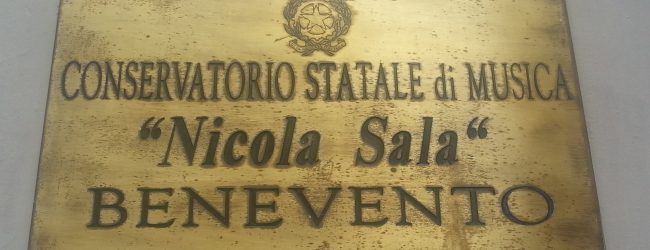 CONSERVATORIO STATALE di MUSICA
“Nicola Sala“
BENEVENTO